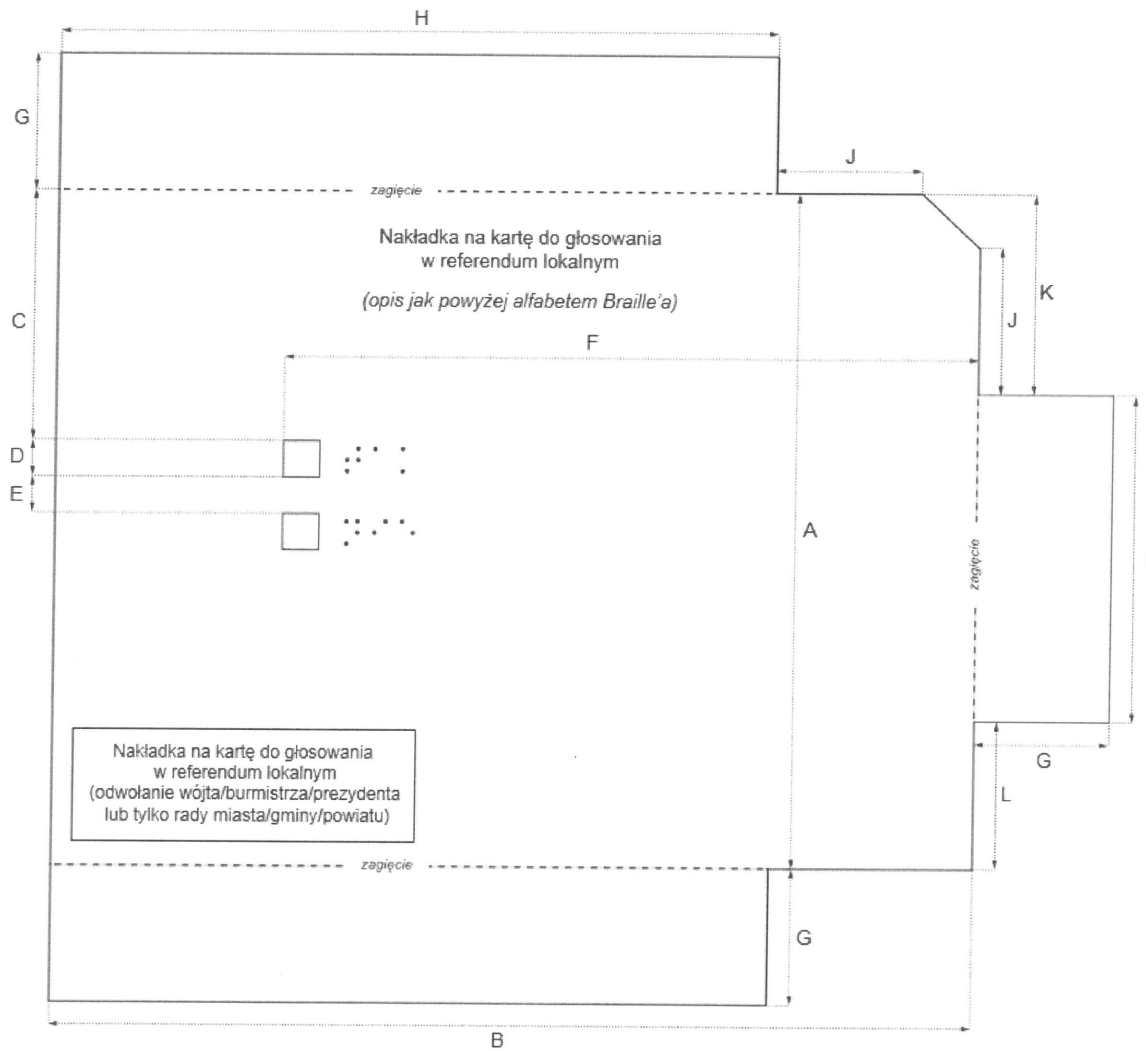 H
G
J
zagięcie
Nakładka na kartę do głosowania
w referendum lokalnym
(opis jak powyżej alfabetem Braille'a)
K
C
J
F
D
E
A
zagięcie
Nakładka na kartę do głosowania
w referendum lokalnym
(odwołanie wójta/burmistrza/prezydenta
lub tylko rady miasta/gminy/powiatu)
G
L
zagięcie
G
B